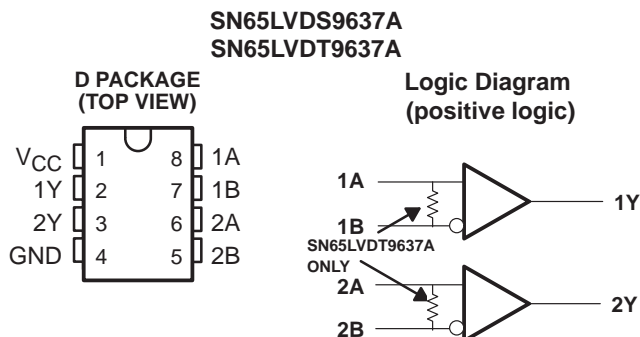 SN65LVDS9637A
SN65LVDT9637A
D PACKAGE
(TOP VIEW)
VCC 1 8 1A
1Y 2 7 1B
2Y 3 6 2A
GND 4 5 2B
Logic Diagram
(positive logic)
1A
1Y
1B
SN65LVDT9637A
ONLY
2A
2Y
2B